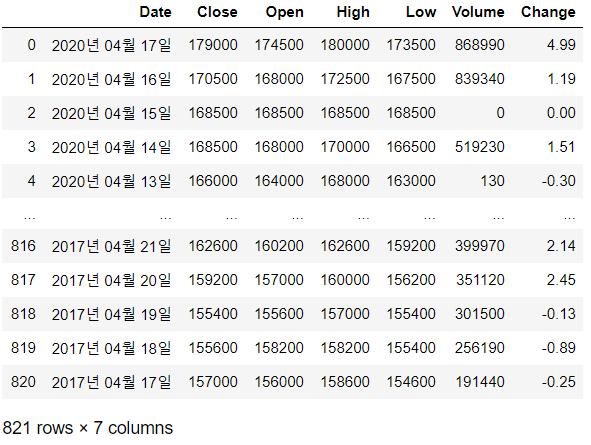 Date Close Open High Low Volume Change
0 2020년 04월 17일 179000 174500 180000 173500 868990 4.99
1 2020년 04월 16일 170500 168000 172500 167500 839340 1.19
2 2020년 04월 15일 168500 168500 168500 168500 0 0.00
3 2020년 04월 14일 168500 168000 170000 166500 519230 1.51
4 2020년 04월 13일 166000 164000 168000 163000 130 -0.30
... ... ... ... ... ... ... ...
816 2017년 04월 21일 162600 160200 162600 159200 399970 2.14
817 2017년 04월 20일 159200 157000 160000 156200 351120 2.45
818 2017년 04월 19일 155400 155600 157000 155400 301500 -0.13
819 2017년 04월 18일 155600 158200 158200 155400 256190 -0.89
820 2017년 04월 17일 157000 156000 158600 154600 191440 -0.25
821 rows × 7 columns